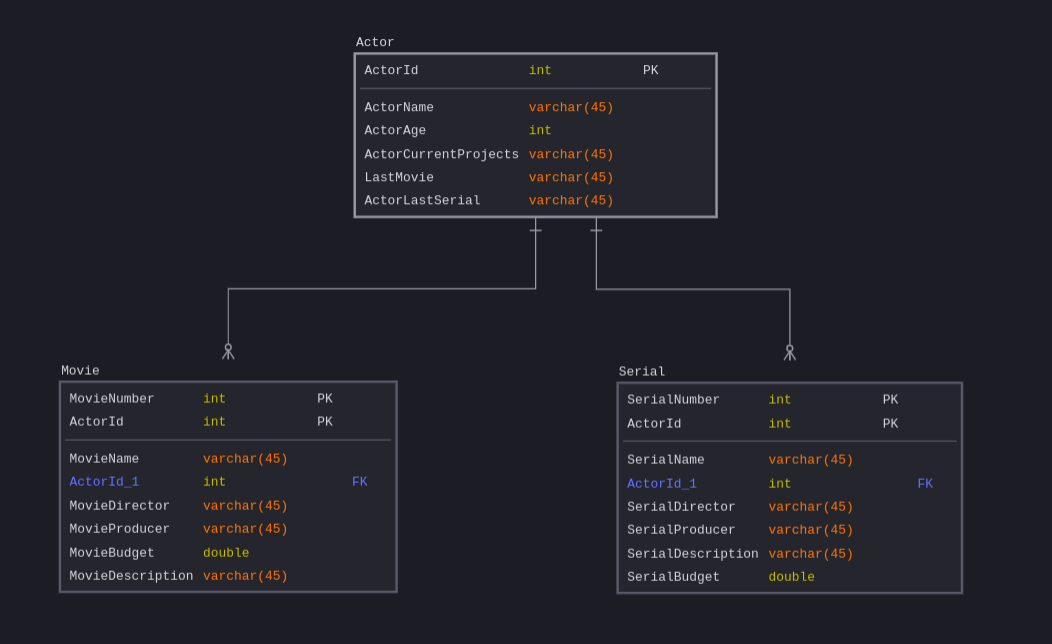 Actor
ActorId int PK
ActorName varchar(45)
ActorAge int
ActorCurrentProjects varchar(45)
LastMovie varchar(45)
ActorLastSerial varchar(45)
Movie
MovieNumber int PK
ActorId int PK
MovieName varchar(45)
ActorId_1 int FK
MovieDirector varchar(45)
MovieProducer varchar(45)
MovieBudget double
MovieDescription varchar(45)
Serial
SerialNumber int PK
ActorId int PK
SerialName varchar(45)
ActorId_1 int FK
SerialDirector varchar(45)
SerialProducer varchar(45)
SerialDescription varchar(45)
SerialBudget double